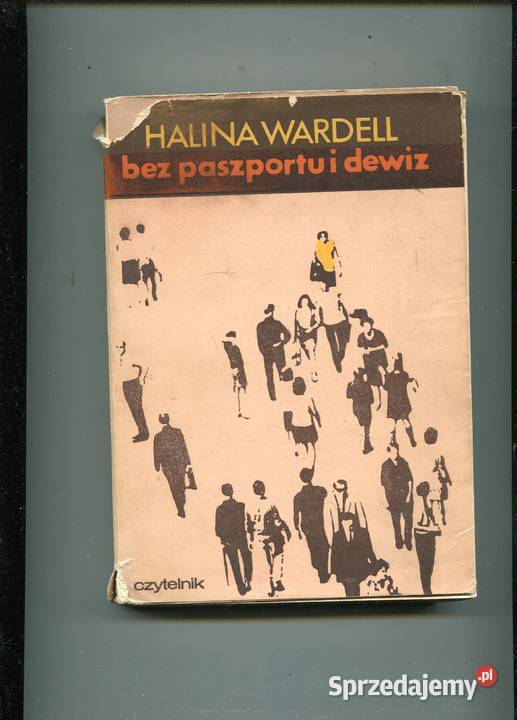 HALINA WARDELL
bez paszportu i dewiz
czytelnik
Sprzedajemy.pl